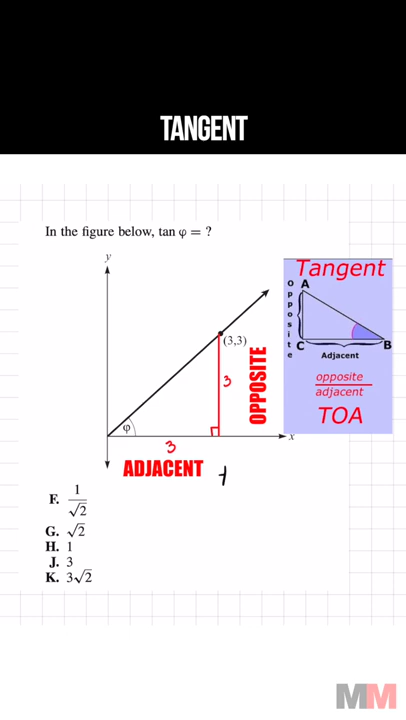 TANGENT
In the figure below, tan φ = ?
y
(3,3)
3
OPPOSITE
φ
x
3
ADJACENT
Tangent
opposite
A
C
B
Adjacent
opposite
adjacent
TOA
F. 1/√2
G. √2
H. 1
J. 3
K. 3√2
MM